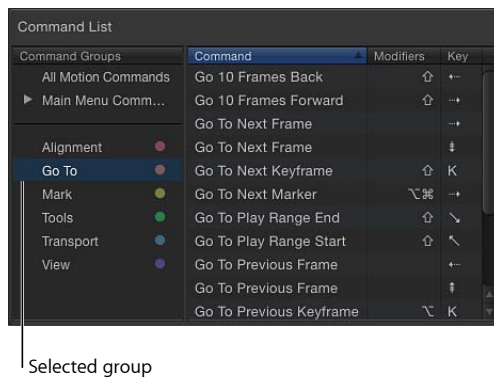 Command List
Command Groups
All Motion Commands
Main Menu Comm...
Alignment
Go To
Mark
Tools
Transport
View
Command Modifiers Key
Go 10 Frames Back ⇧ ⇠
Go 10 Frames Forward ⇧ ⇢
Go To Next Frame ⇢
Go To Next Frame ⇟
Go To Next Keyframe ⇧ K
Go To Next Marker ⌥⌘ ⇢
Go To Play Range End ⇧ ↘
Go To Play Range Start ⇧ ↖
Go To Previous Frame ⇠
Go To Previous Frame ⇞
Go To Previous Keyframe ⌥ K
Selected group